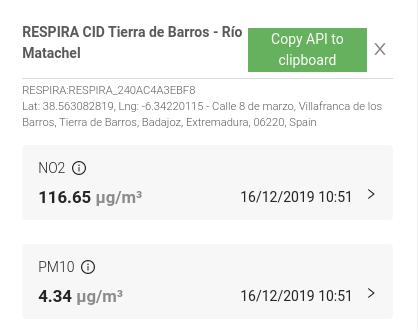 RESPIRA CID Tierra de Barros - Río
Matachel
Copy API to
clipboard
X
RESPIRA:RESPIRA_240AC4A3EBF8
Lat: 38.563082819, Lng: -6.34220115 - Calle 8 de marzo, Villafranca de los
Barros, Tierra de Barros, Badajoz, Extremadura, 06220, Spain
NO2
116.65 µg/m³ 16/12/2019 10:51
PM10
4.34 µg/m³ 16/12/2019 10:51